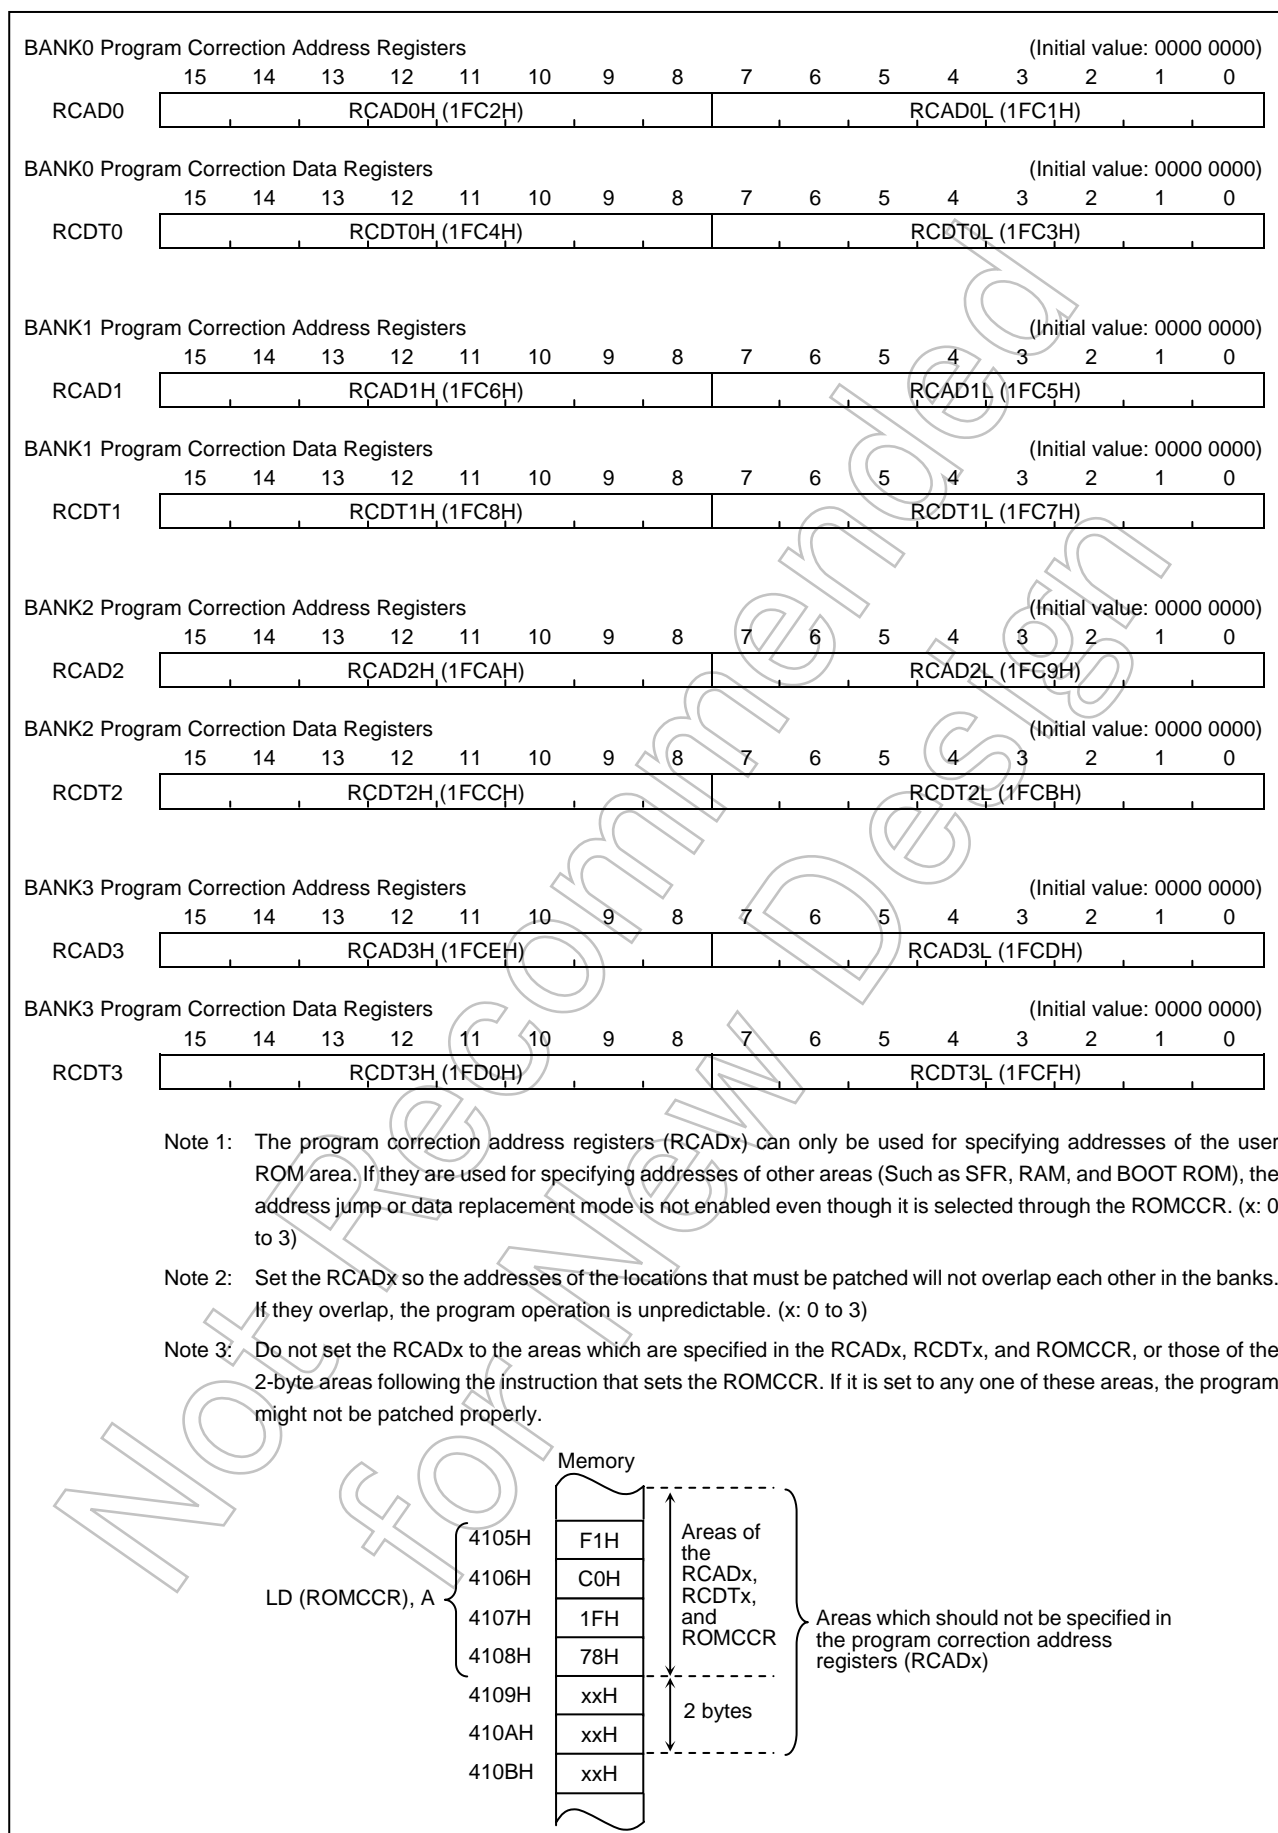 BANK0 Program Correction Address Registers (Initial value: 0000 0000)
15 14 13 12 11 10 9 8 7 6 5 4 3 2 1 0
RCAD0 RCAD0H (1FC2H) RCAD0L (1FC1H)
BANK0 Program Correction Data Registers (Initial value: 0000 0000)
15 14 13 12 11 10 9 8 7 6 5 4 3 2 1 0
RCDT0 RCDT0H (1FC4H) RCDT0L (1FC3H)
BANK1 Program Correction Address Registers (Initial value: 0000 0000)
15 14 13 12 11 10 9 8 7 6 5 4 3 2 1 0
RCAD1 RCAD1H (1FC6H) RCAD1L (1FC5H)
BANK1 Program Correction Data Registers (Initial value: 0000 0000)
15 14 13 12 11 10 9 8 7 6 5 4 3 2 1 0
RCDT1 RCDT1H (1FC8H) RCDT1L (1FC7H)
BANK2 Program Correction Address Registers (Initial value: 0000 0000)
15 14 13 12 11 10 9 8 7 6 5 4 3 2 1 0
RCAD2 RCAD2H (1FCAH) RCAD2L (1FC9H)
BANK2 Program Correction Data Registers (Initial value: 0000 0000)
15 14 13 12 11 10 9 8 7 6 5 4 3 2 1 0
RCDT2 RCDT2H (1FCCH) RCDT2L (1FCBH)
BANK3 Program Correction Address Registers (Initial value: 0000 0000)
15 14 13 12 11 10 9 8 7 6 5 4 3 2 1 0
RCAD3 RCAD3H (1FCEH) RCAD3L (1FCDH)
BANK3 Program Correction Data Registers (Initial value: 0000 0000)
15 14 13 12 11 10 9 8 7 6 5 4 3 2 1 0
RCDT3 RCDT3H (1FD0H) RCDT3L (1FCFH)
Note 1: The program correction address registers (RCADx) can only be used for specifying addresses of the user
ROM area. If they are used for specifying addresses of other areas (Such as SFR, RAM, and BOOT ROM), the
address jump or data replacement mode is not enabled even though it is selected through the ROMCCR. (x: 0
to 3)
Note 2: Set the RCADx so the addresses of the locations that must be patched will not overlap each other in the banks.
If they overlap, the program operation is unpredictable. (x: 0 to 3)
Note 3: Do not set the RCADx to the areas which are specified in the RCADx, RCDTx, and ROMCCR, or those of the
2-byte areas following the instruction that sets the ROMCCR. If it is set to any one of these areas, the program
might not be patched properly.
Memory
LD (ROMCCR), A
4105H F1H
4106H C0H
4107H 1FH
4108H 78H
4109H xxH
410AH xxH
410BH xxH
Areas of
the
RCADx,
RCDTx,
and
ROMCCR
2 bytes
Areas which should not be specified in
the program correction address
registers (RCADx)
Not Recommended
for New Design